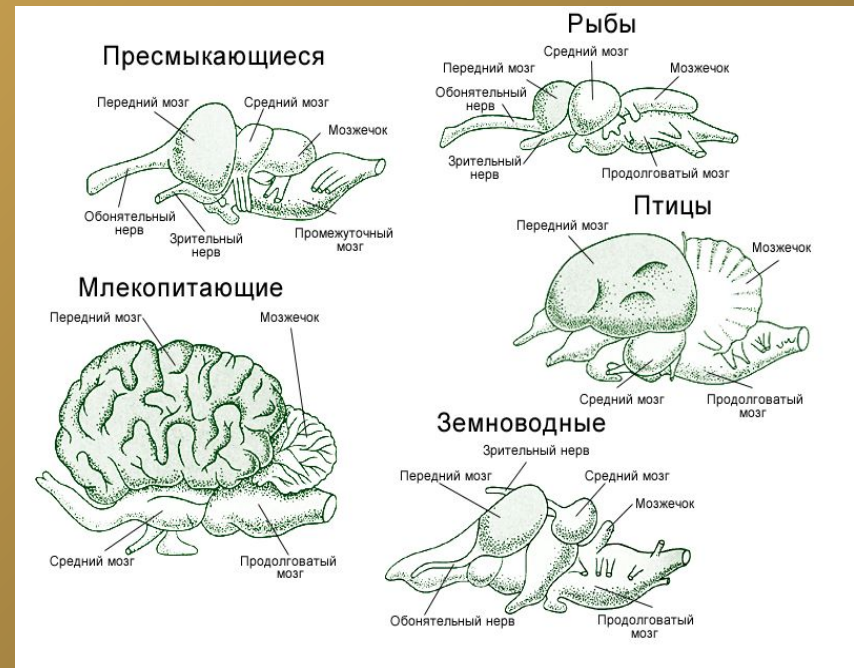 Пресмыкающиеся
Передний мозг
Средний мозг
Мозжечок
Обонятельный
нерв
Зрительный
нерв
Промежуточный
мозг
Рыбы
Средний мозг
Передний мозг
Мозжечок
Обонятельный
нерв
Зрительный
нерв
Продолговатый мозг
Птицы
Передний мозг
Мозжечок
Средний мозг
Продолговатый
мозг
Млекопитающие
Передний мозг
Мозжечок
Средний мозг
Продолговатый
мозг
Земноводные
Зрительный нерв
Передний мозг
Средний мозг
Мозжечок
Обонятельный нерв
Продолговатый
мозг